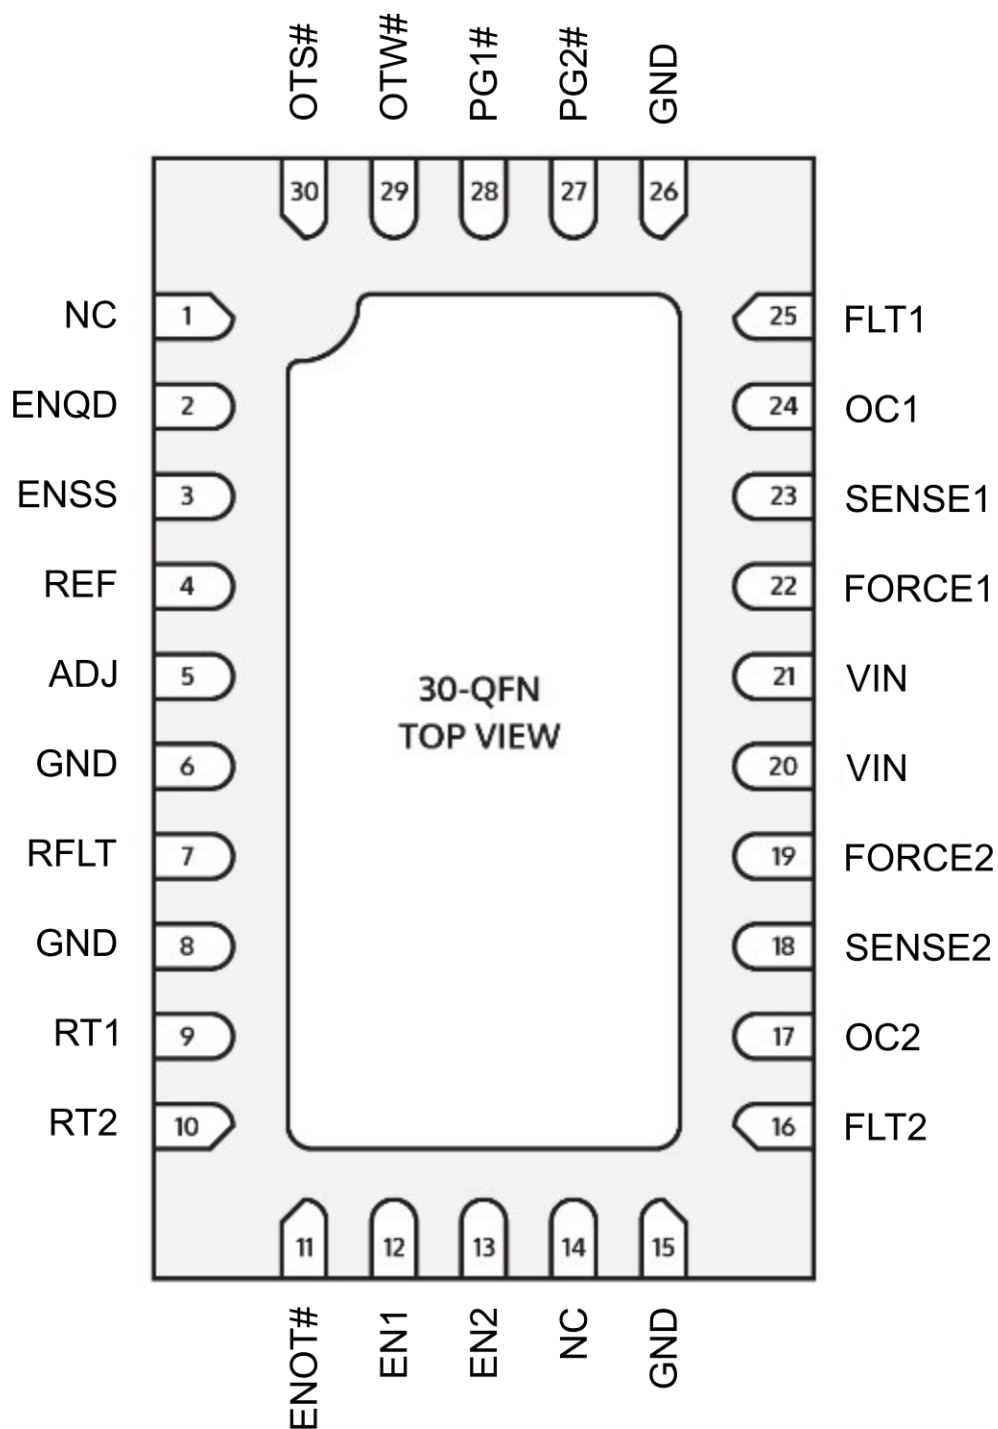 OTS#
OTW#
PG1#
PG2#
GND
30
29
28
27
26
NC 1
ENQD 2
ENSS 3
REF 4
ADJ 5
GND 6
RFLT 7
GND 8
RT1 9
RT2 10
30-QFN
TOP VIEW
25 FLT1
24 OC1
23 SENSE1
22 FORCE1
21 VIN
20 VIN
19 FORCE2
18 SENSE2
17 OC2
16 FLT2
11
12
13
14
15
ENOT#
EN1
EN2
NC
GND